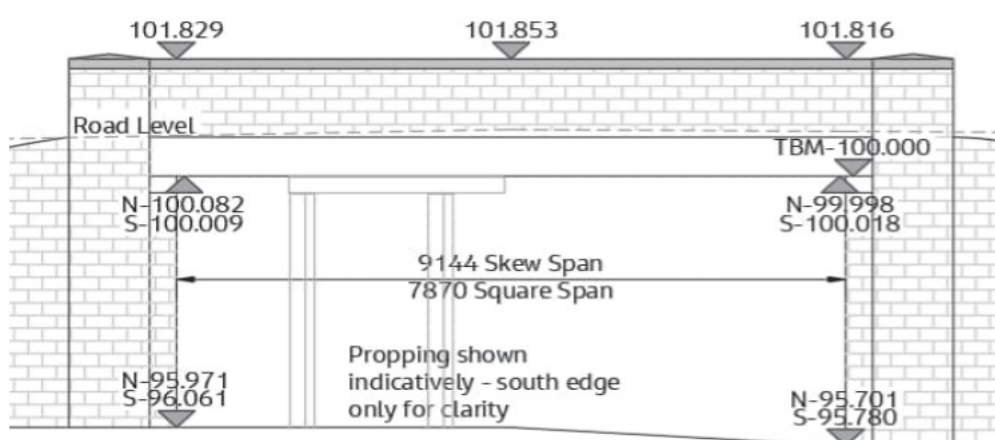 101.829
101.853
101.816
Road Level
TBM-100.000
N-100.082
S-100.009
N-99.998
S-100.018
9144 Skew Span
7870 Square Span
Propping shown
indicatively - south edge
only for clarity
N-95.971
S-96.061
N-95.701
S-95.780